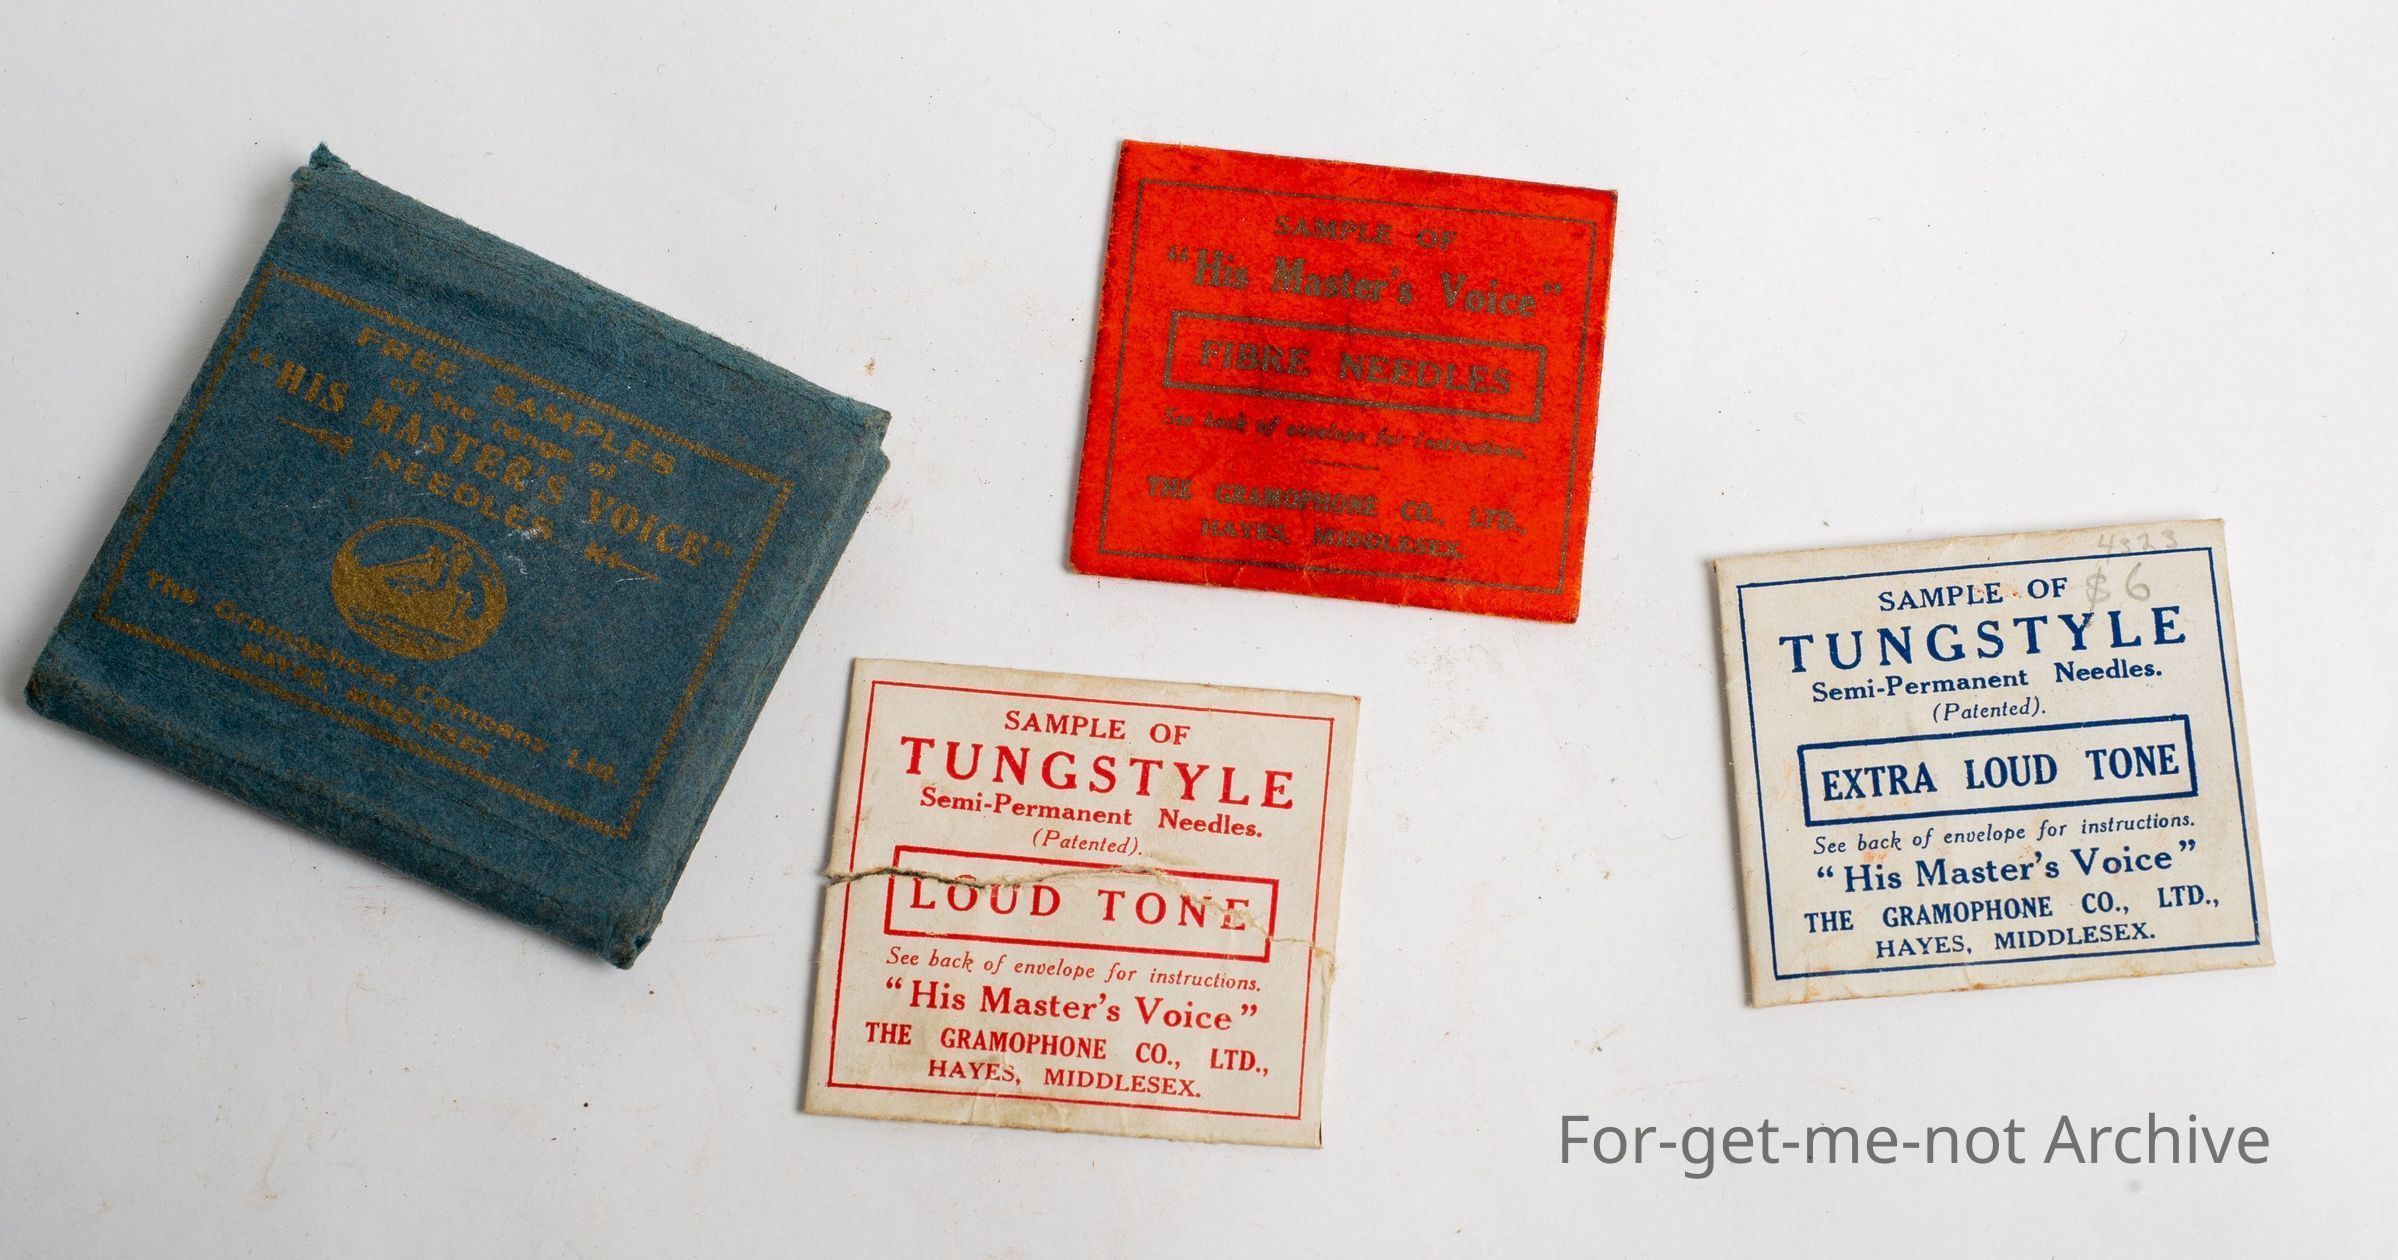 FREE SAMPLES
of the range of
"HIS MASTER'S VOICE"
NEEDLES
The Gramophone Company Ltd.
HAYES, MIDDLESEX
SAMPLE OF
"His Master's Voice"
FIBRE NEEDLES
See back of envelope for instructions.
THE GRAMOPHONE CO., LTD.,
HAYES, MIDDLESEX.
SAMPLE OF
TUNGSTYLE
Semi-Permanent Needles.
(Patented).
LOUD TONE
See back of envelope for instructions.
"His Master's Voice"
THE GRAMOPHONE CO., LTD.,
HAYES, MIDDLESEX.
4323
$6
SAMPLE OF
TUNGSTYLE
Semi-Permanent Needles.
(Patented).
EXTRA LOUD TONE
See back of envelope for instructions.
"His Master's Voice"
THE GRAMOPHONE CO., LTD.,
HAYES, MIDDLESEX.
For-get-me-not Archive